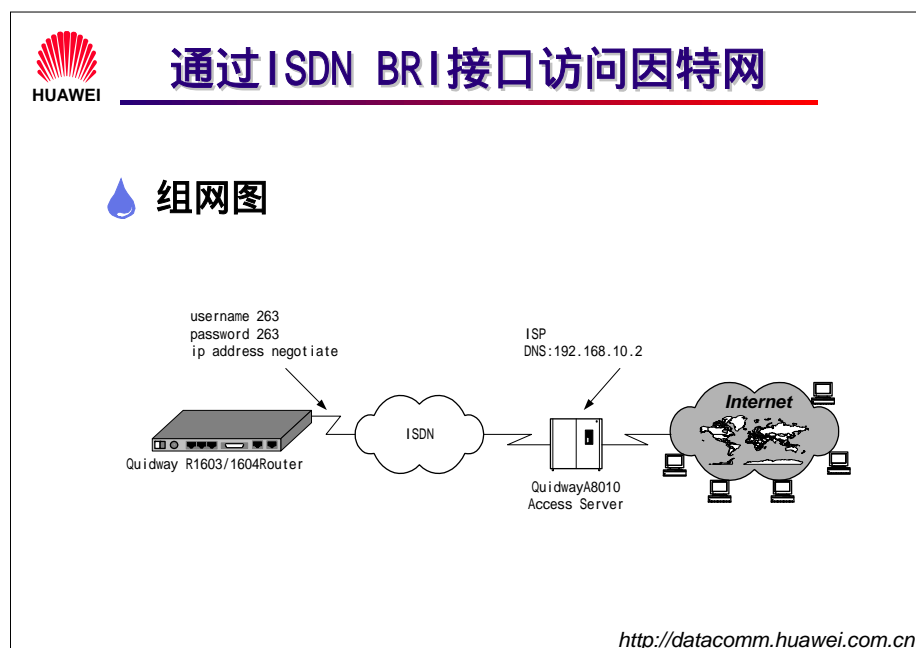 HUAWEI
通过ISDN BRI接口访问因特网
组网图
username 263
password 263
ip address negotiate
ISP
DNS:192.168.10.2
Internet
ISDN
Quidway R1603/1604Router
QuidwayA8010
Access Server
http://datacomm.huawei.com.cn